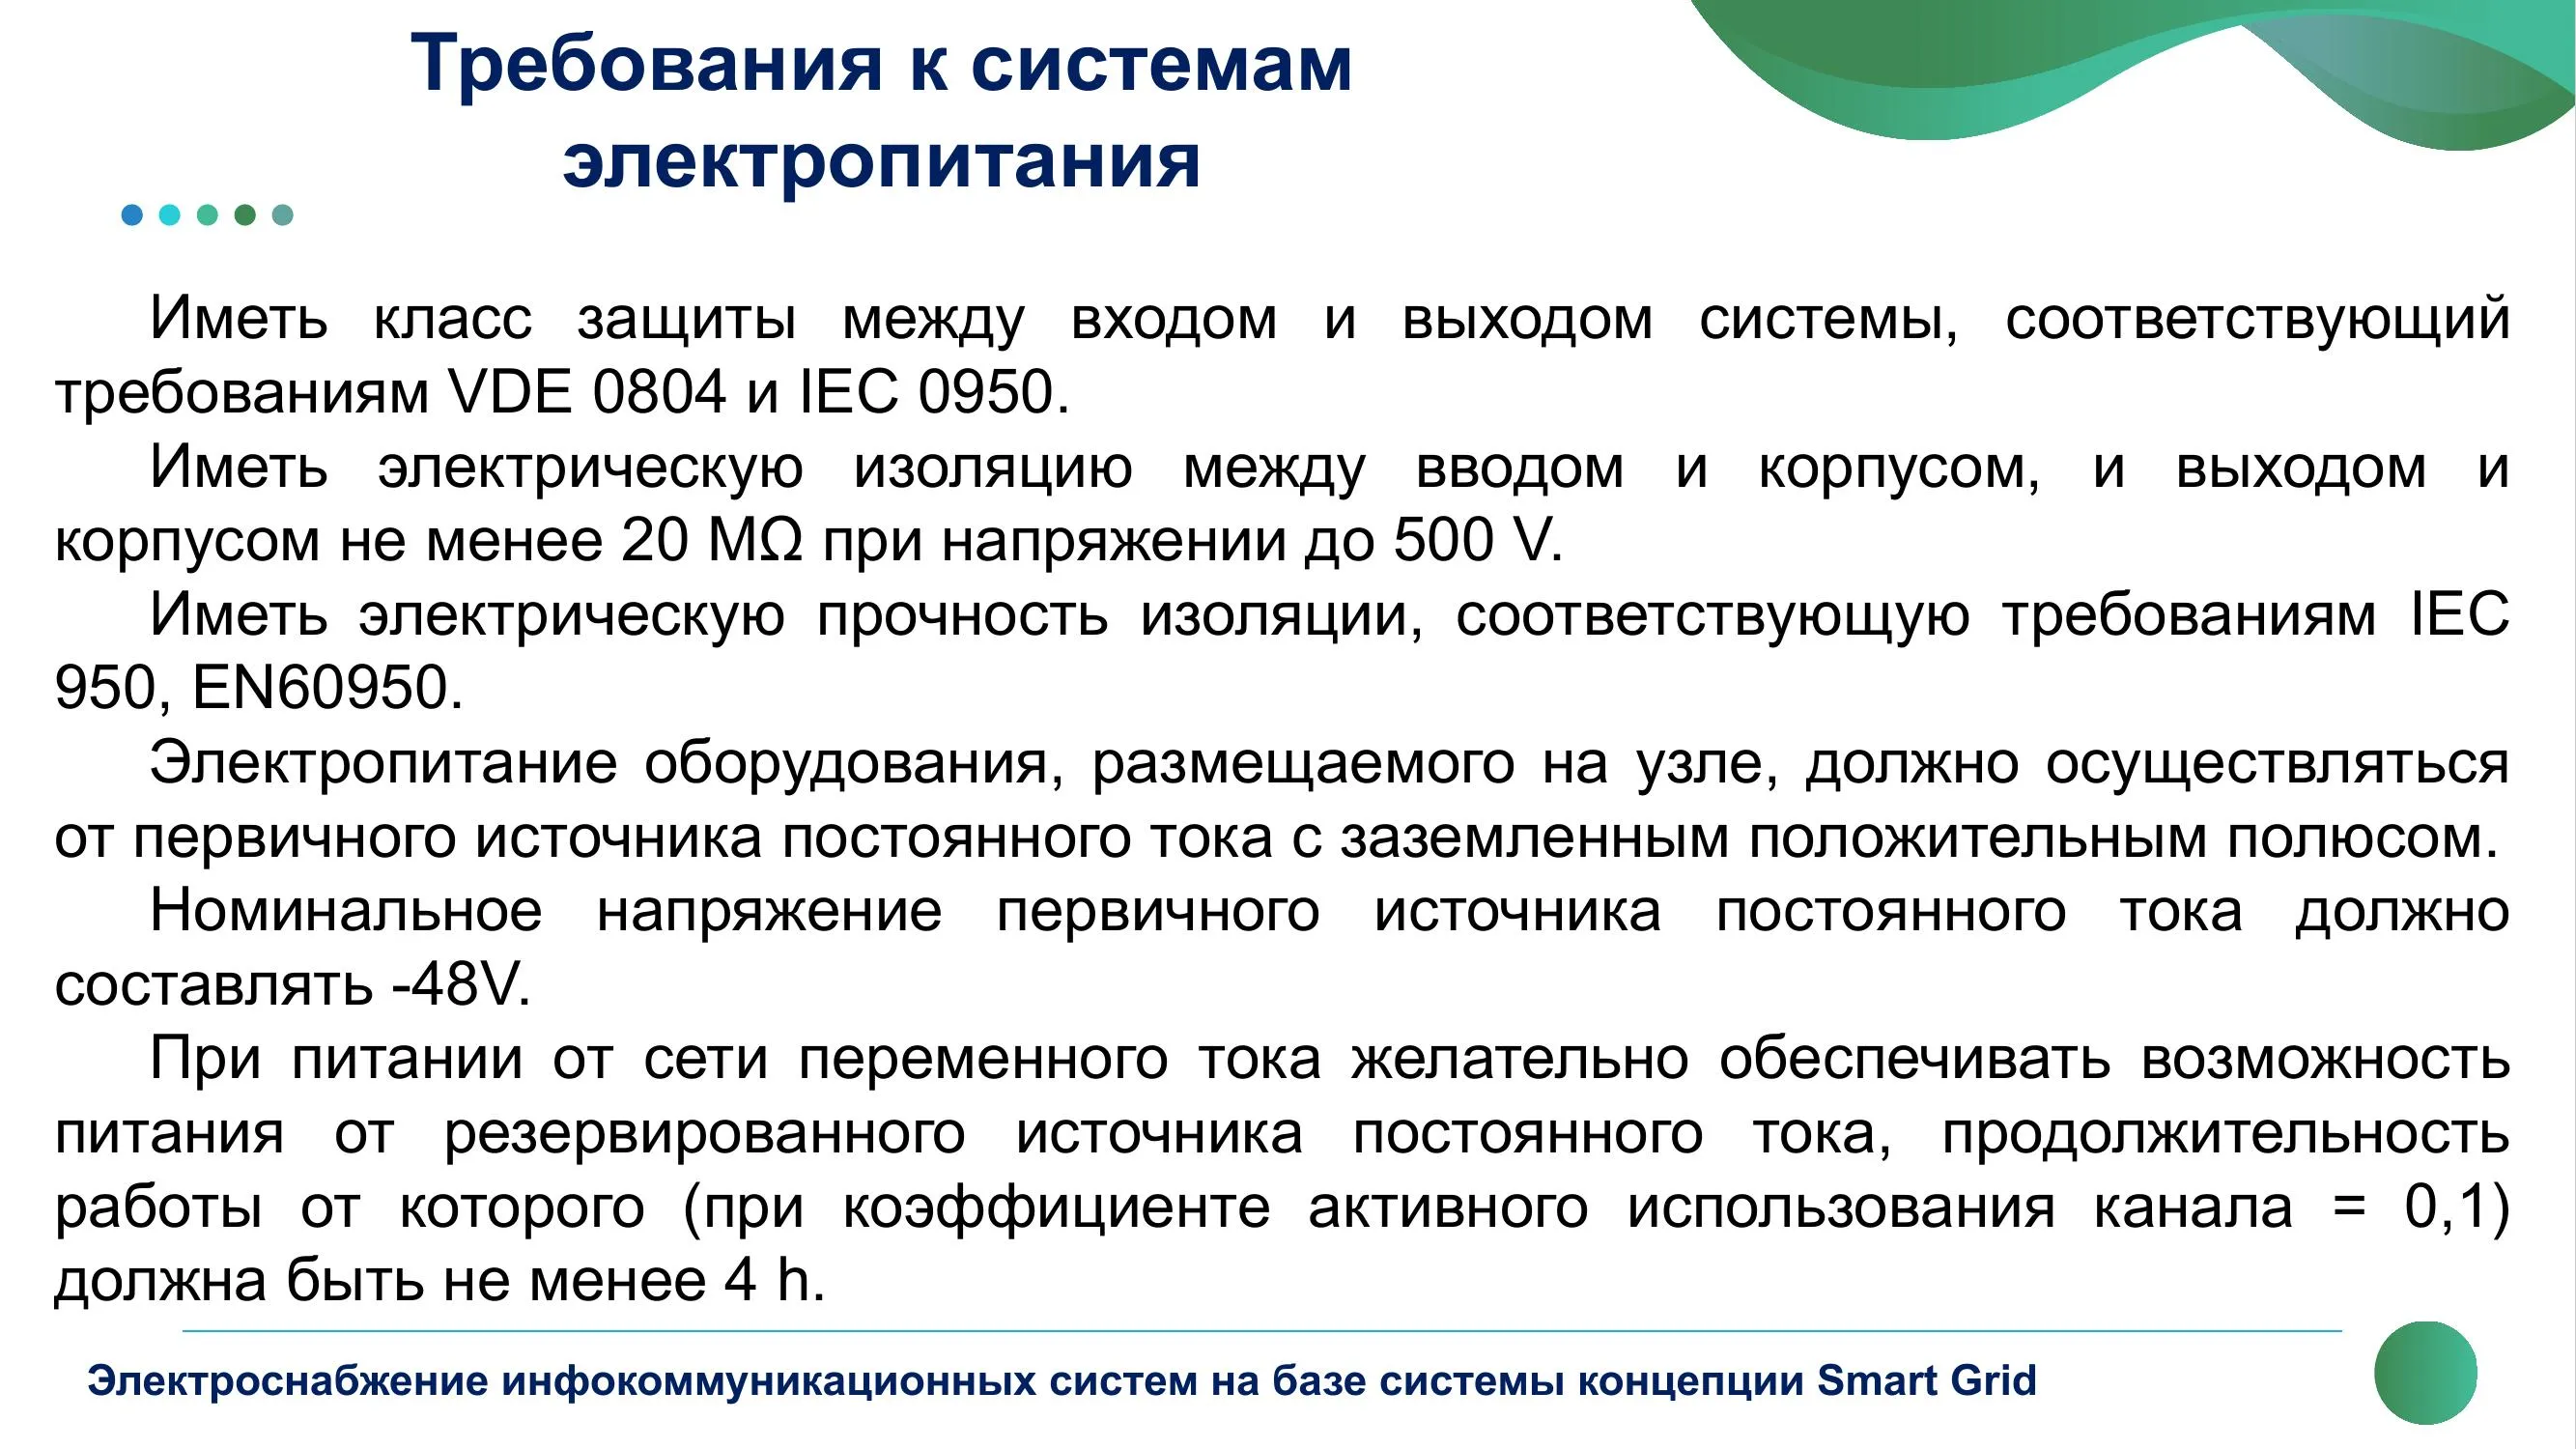 Требования к системам
электропитания
Иметь класс защиты между входом и выходом системы, соответствующий
требованиям VDE 0804 и IEC 0950.
Иметь электрическую изоляцию между вводом и корпусом, и выходом и
корпусом не менее 20 MΩ при напряжении до 500 V.
Иметь электрическую прочность изоляции, соответствующую требованиям IEC
950, EN60950.
Электропитание оборудования, размещаемого на узле, должно осуществляться
от первичного источника постоянного тока с заземленным положительным полюсом.
Номинальное напряжение первичного источника постоянного тока должно
составлять -48V.
При питании от сети переменного тока желательно обеспечивать возможность
питания от резервированного источника постоянного тока, продолжительность
работы от которого (при коэффициенте активного использования канала = 0,1)
должна быть не менее 4 h.
Электроснабжение инфокоммуникационных систем на базе системы концепции Smart Grid